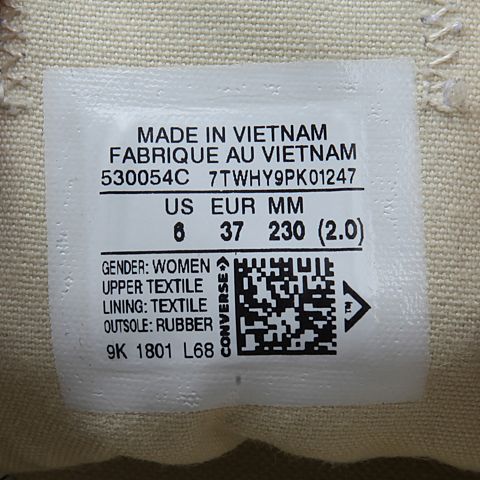 MADE IN VIETNAM
FABRIQUE AU VIETNAM
530054C 7TWHY9PK01247
US EUR MM
6 37 230 (2.0)
GENDER: WOMEN
UPPER TEXTILE
LINING: TEXTILE
OUTSOLE: RUBBER
9K 1801 L68
CONVERSE